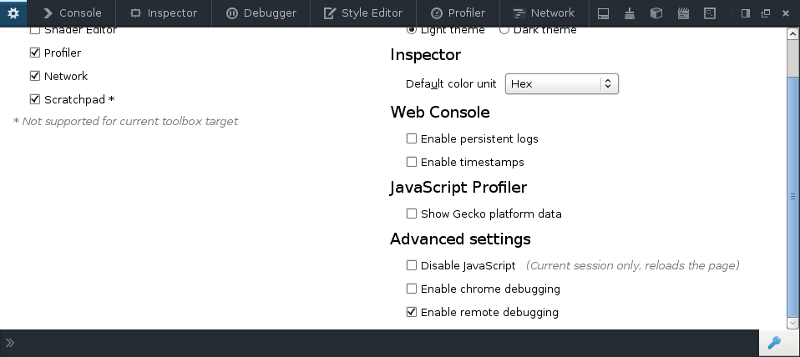 Console Inspector Debugger Style Editor Profiler Network
Shader Editor
Profiler
Network
Scratchpad *
* Not supported for current toolbox target
Light theme Dark theme
Inspector
Default color unit Hex
Web Console
Enable persistent logs
Enable timestamps
JavaScript Profiler
Show Gecko platform data
Advanced settings
Disable JavaScript (Current session only, reloads the page)
Enable chrome debugging
Enable remote debugging